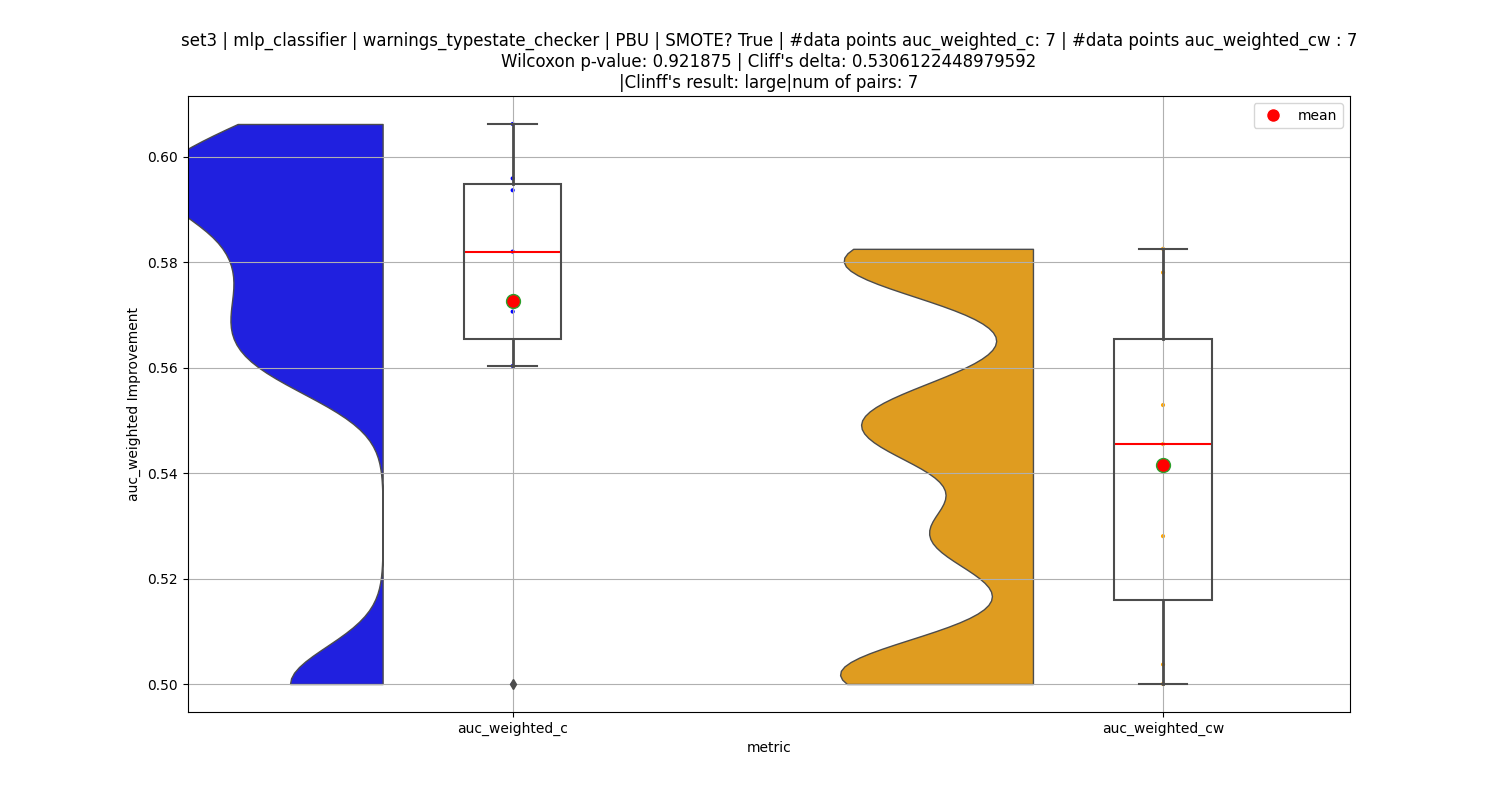 set3 | mlp_classifier | warnings_typestate_checker | PBU | SMOTE? True | #data points auc_weighted_c: 7 | #data points auc_weighted_cw : 7
Wilcoxon p-value: 0.921875 | Cliff's delta: 0.5306122448979592
|Clinff's result: large|num of pairs: 7
mean
0.60
0.58
0.56
0.54
0.52
0.50
auc_weighted Improvement
auc_weighted_c
auc_weighted_cw
metric